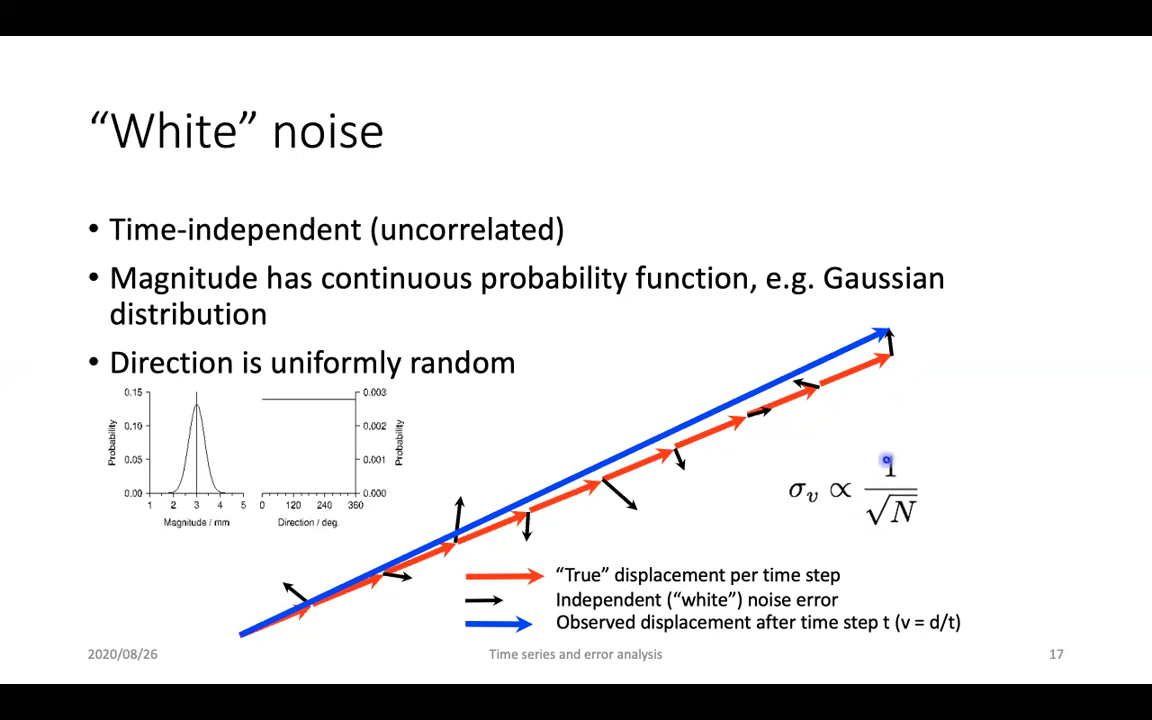 “White” noise
• Time-independent (uncorrelated)
• Magnitude has continuous probability function, e.g. Gaussian
distribution
• Direction is uniformly random
0.15
0.10
0.05
0.00
Probability
1 2 3 4 5
Magnitude / mm
0.003
0.002
0.001
0.000
Probability
0 120 240 360
Direction / deg.
σᵥ ∝ 1/√N
“True” displacement per time step
Independent (“white”) noise error
Observed displacement after time step t (v = d/t)
2020/08/26
Time series and error analysis
17